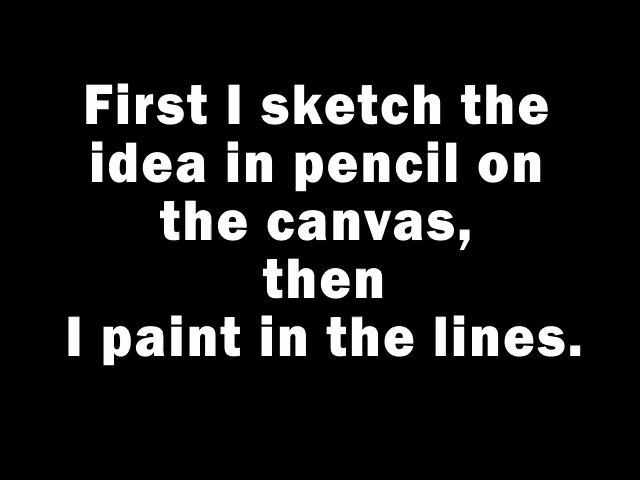 First I sketch the
idea in pencil on
the canvas,
then
I paint in the lines.